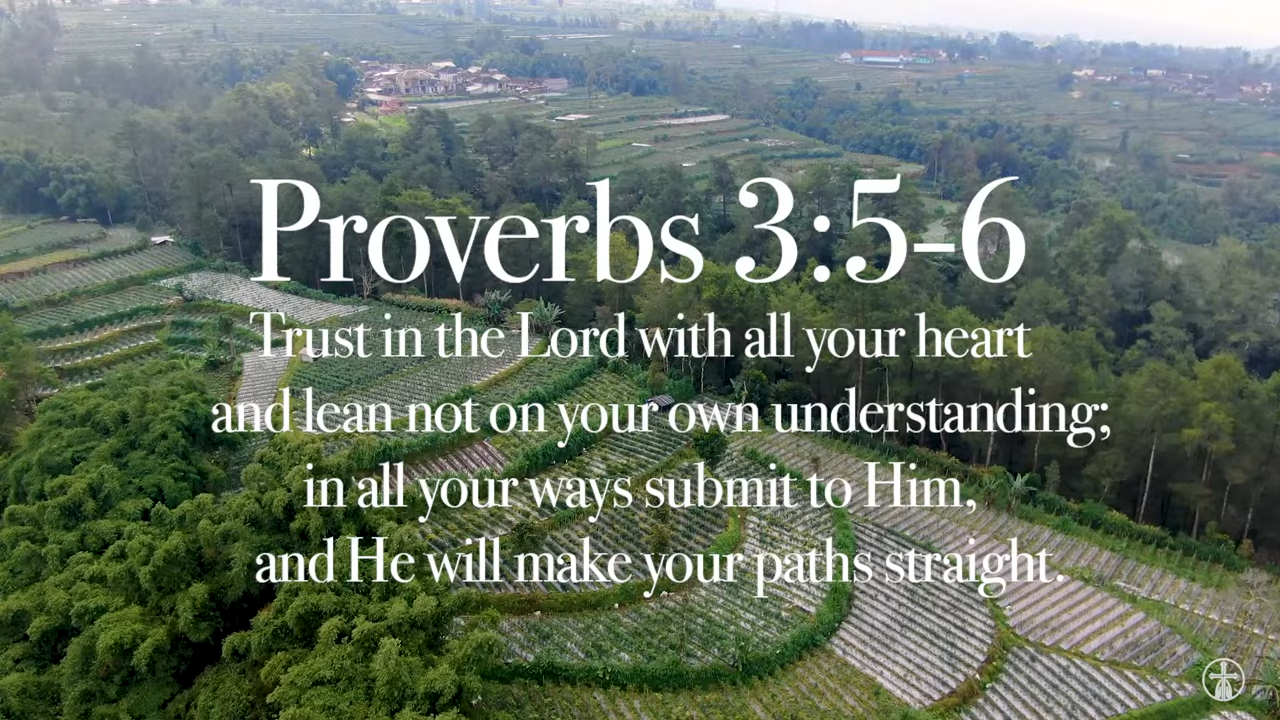 Proverbs 3:5-6
Trust in the Lord with all your heart
and lean not on your own understanding;
in all your ways submit to Him,
and He will make your paths straight.